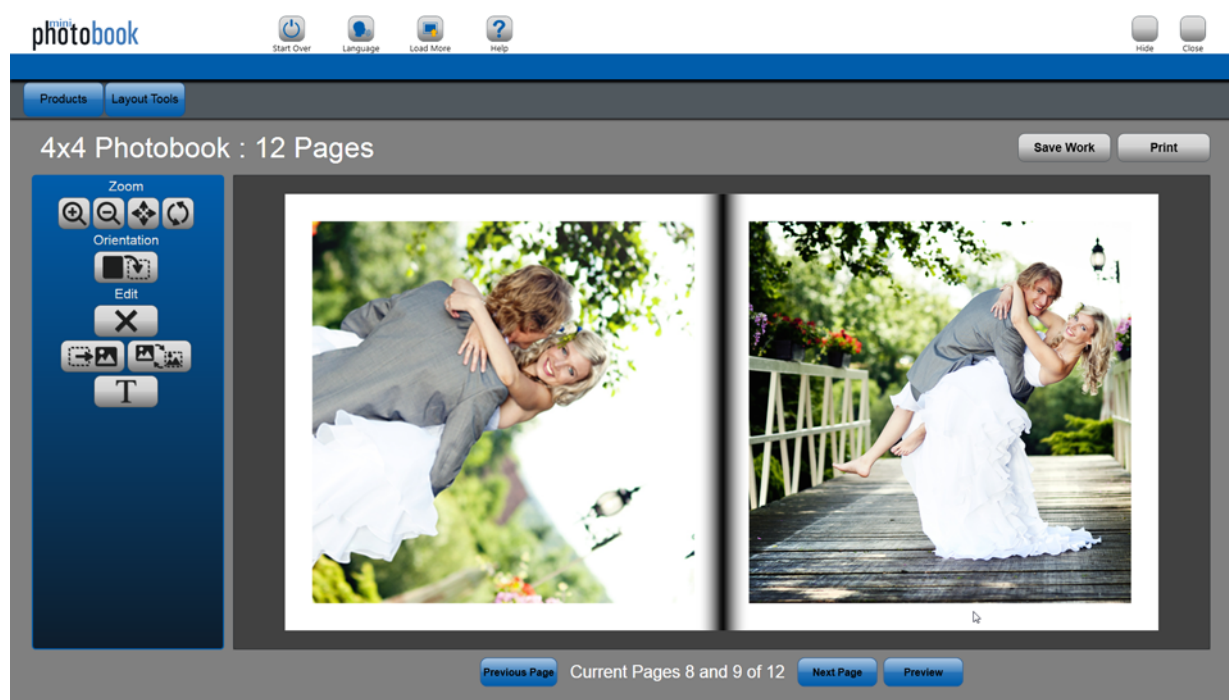 mini
photobook
Start Over
Language
Load More
? Help
Hide
Close
Products
Layout Tools
4x4 Photobook : 12 Pages
Save Work
Print
Zoom
Orientation
Edit
T
Previous Page
Current Pages 8 and 9 of 12
Next Page
Preview